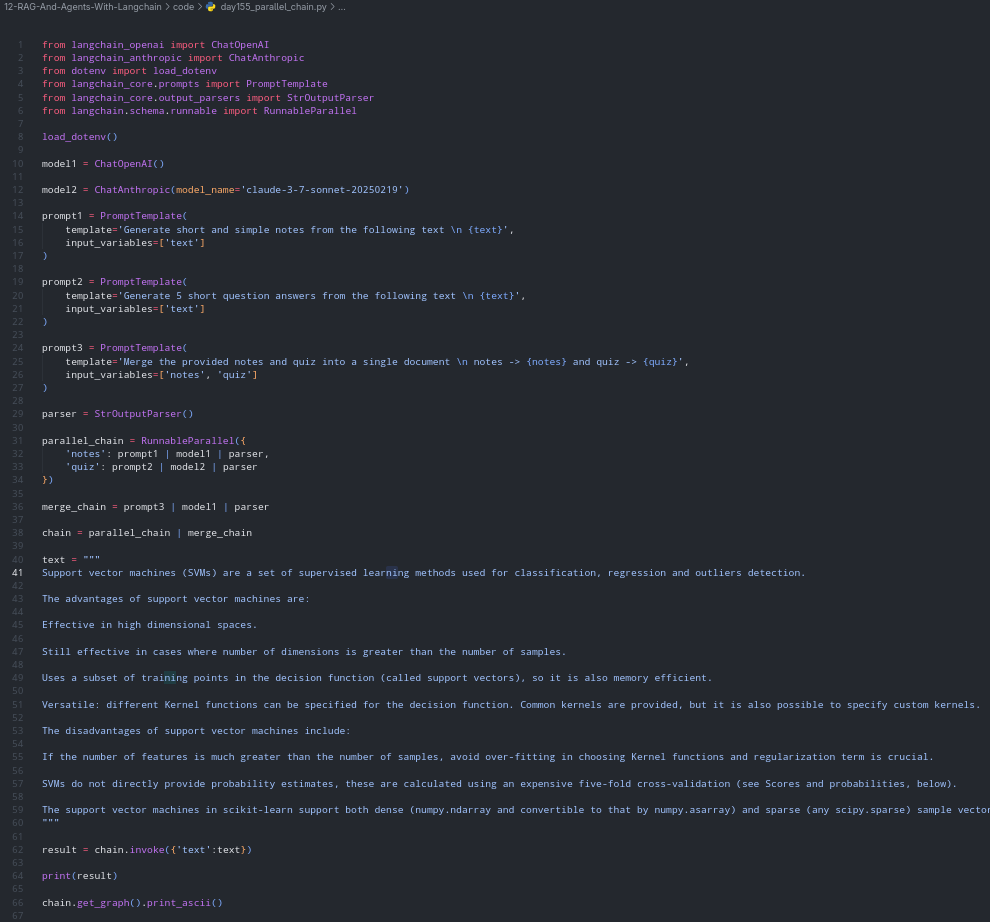 12-RAG-And-Agents-With-Langchain > code > day155_parallel_chain.py > ...
1 from langchain_openai import ChatOpenAI
2 from langchain_anthropic import ChatAnthropic
3 from dotenv import load_dotenv
4 from langchain_core.prompts import PromptTemplate
5 from langchain_core.output_parsers import StrOutputParser
6 from langchain.schema.runnable import RunnableParallel
7
8 load_dotenv()
9
10 model1 = ChatOpenAI()
11
12 model2 = ChatAnthropic(model_name='claude-3-7-sonnet-20250219')
13
14 prompt1 = PromptTemplate(
15     template='Generate short and simple notes from the following text \n {text}',
16     input_variables=['text']
17 )
18
19 prompt2 = PromptTemplate(
20     template='Generate 5 short question answers from the following text \n {text}',
21     input_variables=['text']
22 )
23
24 prompt3 = PromptTemplate(
25     template='Merge the provided notes and quiz into a single document \n notes -> {notes} and quiz -> {quiz}',
26     input_variables=['notes', 'quiz']
27 )
28
29 parser = StrOutputParser()
30
31 parallel_chain = RunnableParallel({
32     'notes': prompt1 | model1 | parser,
33     'quiz': prompt2 | model2 | parser
34 })
35
36 merge_chain = prompt3 | model1 | parser
37
38 chain = parallel_chain | merge_chain
39
40 text = """
41 Support vector machines (SVMs) are a set of supervised learning methods used for classification, regression and outliers detection.
42
43 The advantages of support vector machines are:
44
45 Effective in high dimensional spaces.
46
47 Still effective in cases where number of dimensions is greater than the number of samples.
48
49 Uses a subset of training points in the decision function (called support vectors), so it is also memory efficient.
50
51 Versatile: different Kernel functions can be specified for the decision function. Common kernels are provided, but it is also possible to specify custom kernels.
52
53 The disadvantages of support vector machines include:
54
55 If the number of features is much greater than the number of samples, avoid over-fitting in choosing Kernel functions and regularization term is crucial.
56
57 SVMs do not directly provide probability estimates, these are calculated using an expensive five-fold cross-validation (see Scores and probabilities, below).
58
59 The support vector machines in scikit-learn support both dense (numpy.ndarray and convertible to that by numpy.asarray) and sparse (any scipy.sparse) sample vector
60 """
61
62 result = chain.invoke({'text':text})
63
64 print(result)
65
66 chain.get_graph().print_ascii()
67